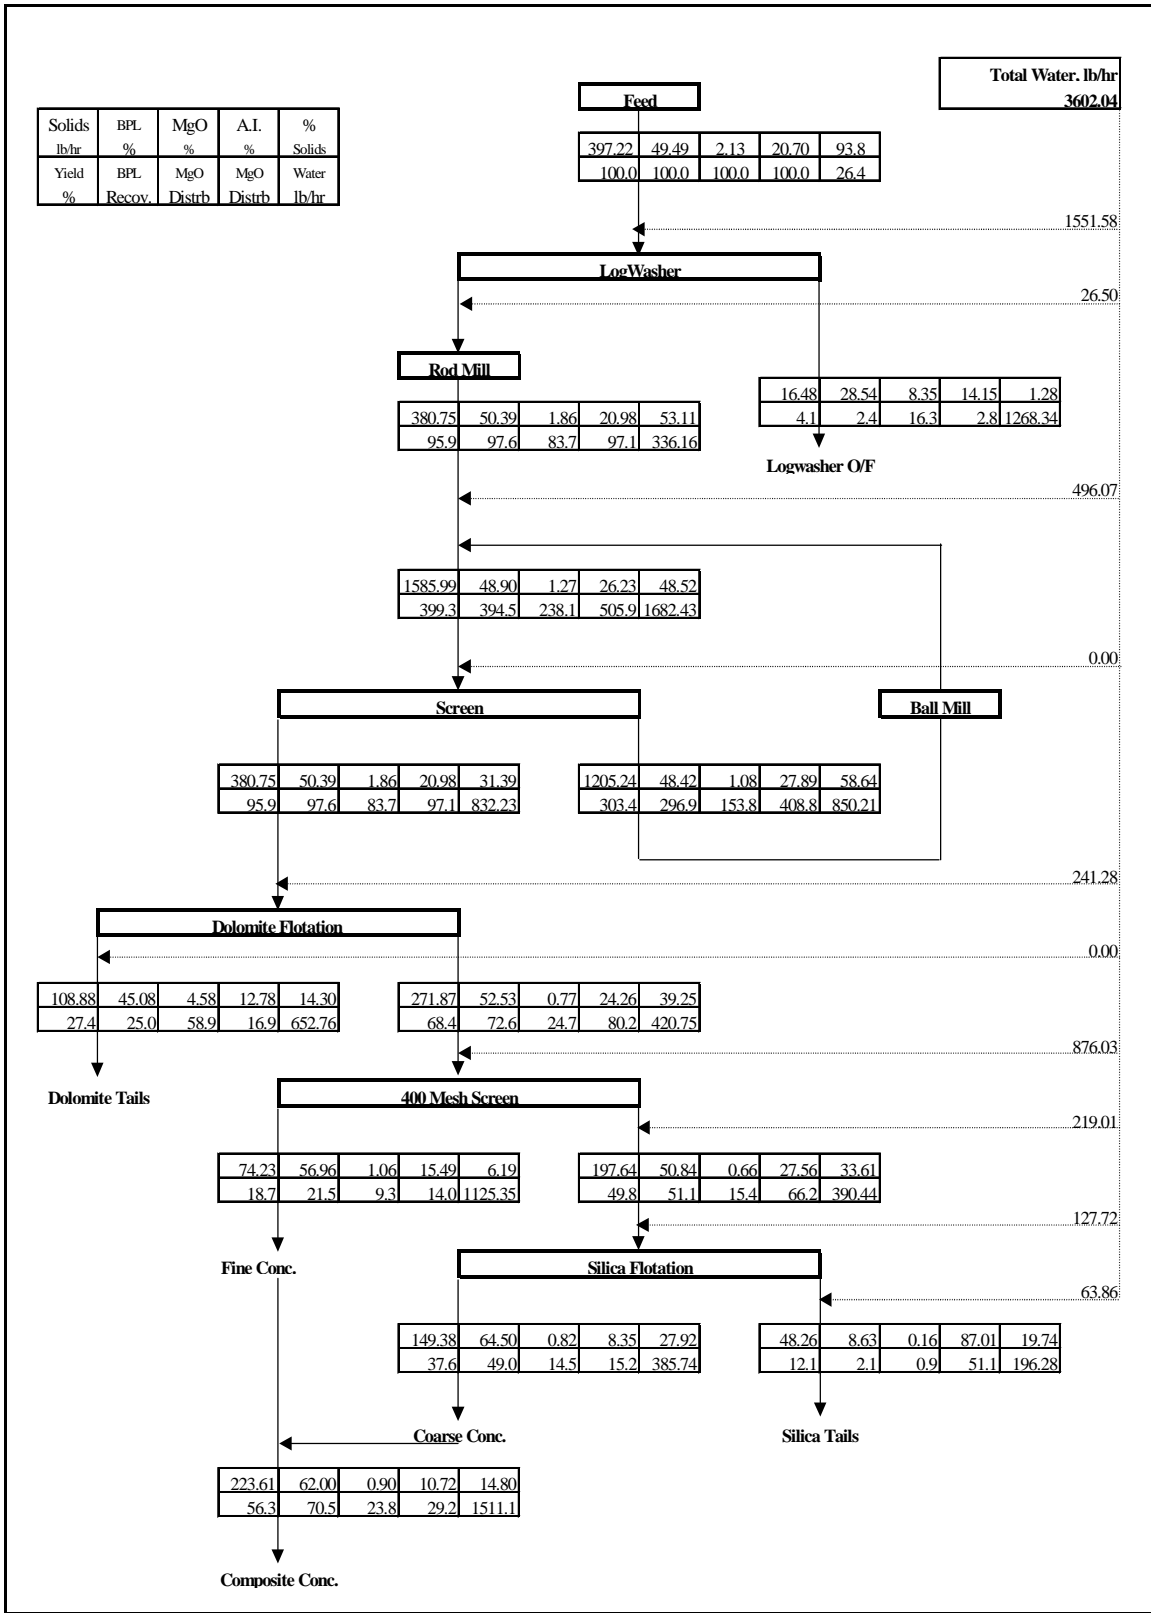 Total Water, lb/hr
3602.04
Feed
Solids BPL MgO A.I. %
lb/hr % % % Solids
Yield BPL MgO MgO Water
% Recov. Distrb Distrb lb/hr
397.22 49.49 2.13 20.70 93.8
100.0 100.0 100.0 100.0 26.4
1551.58
LogWasher
26.50
Rod Mill
380.75 50.39 1.86 20.98 53.11
95.9 97.6 83.7 97.1 336.16
16.48 28.54 8.35 14.15 1.28
4.1 2.4 16.3 2.8 1268.34
Logwasher O/F
496.07
1585.99 48.90 1.27 26.23 48.52
399.3 394.5 238.1 505.9 1682.43
0.00
Screen
Ball Mill
380.75 50.39 1.86 20.98 31.39
95.9 97.6 83.7 97.1 832.23
1205.24 48.42 1.08 27.89 58.64
303.4 296.9 153.8 408.8 850.21
241.28
Dolomite Flotation
0.00
108.88 45.08 4.58 12.78 14.30
27.4 25.0 58.9 16.9 652.76
271.87 52.53 0.77 24.26 39.25
68.4 72.6 24.7 80.2 420.75
876.03
Dolomite Tails
400 Mesh Screen
219.01
74.23 56.96 1.06 15.49 6.19
18.7 21.5 9.3 14.0 1125.35
197.64 50.84 0.66 27.56 33.61
49.8 51.1 15.4 66.2 390.44
127.72
Fine Conc.
Silica Flotation
63.86
149.38 64.50 0.82 8.35 27.92
37.6 49.0 14.5 15.2 385.74
48.26 8.63 0.16 87.01 19.74
12.1 2.1 0.9 51.1 196.28
Coarse Conc.
Silica Tails
223.61 62.00 0.90 10.72 14.80
56.3 70.5 23.8 29.2 1511.1
Composite Conc.